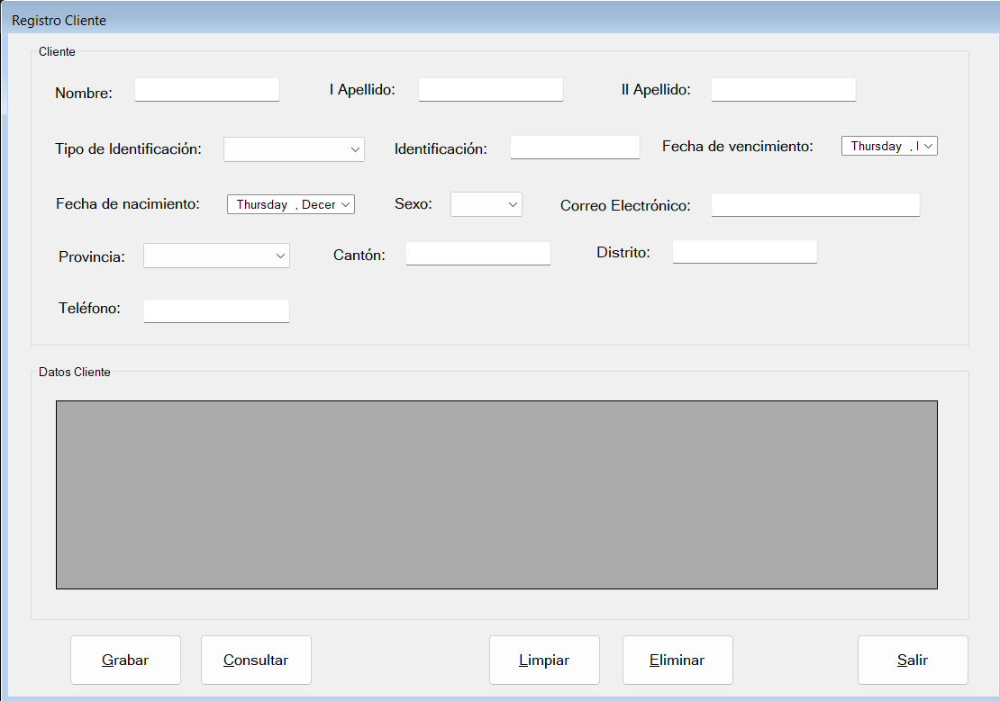 Registro Cliente
Cliente
Nombre:
I Apellido:
II Apellido:
Tipo de Identificación:
Identificación:
Fecha de vencimiento:
Thursday ,
Fecha de nacimiento:
Thursday , Decer
Sexo:
Correo Electrónico:
Provincia:
Cantón:
Distrito:
Teléfono:
Datos Cliente
Grabar
Consultar
Limpiar
Eliminar
Salir